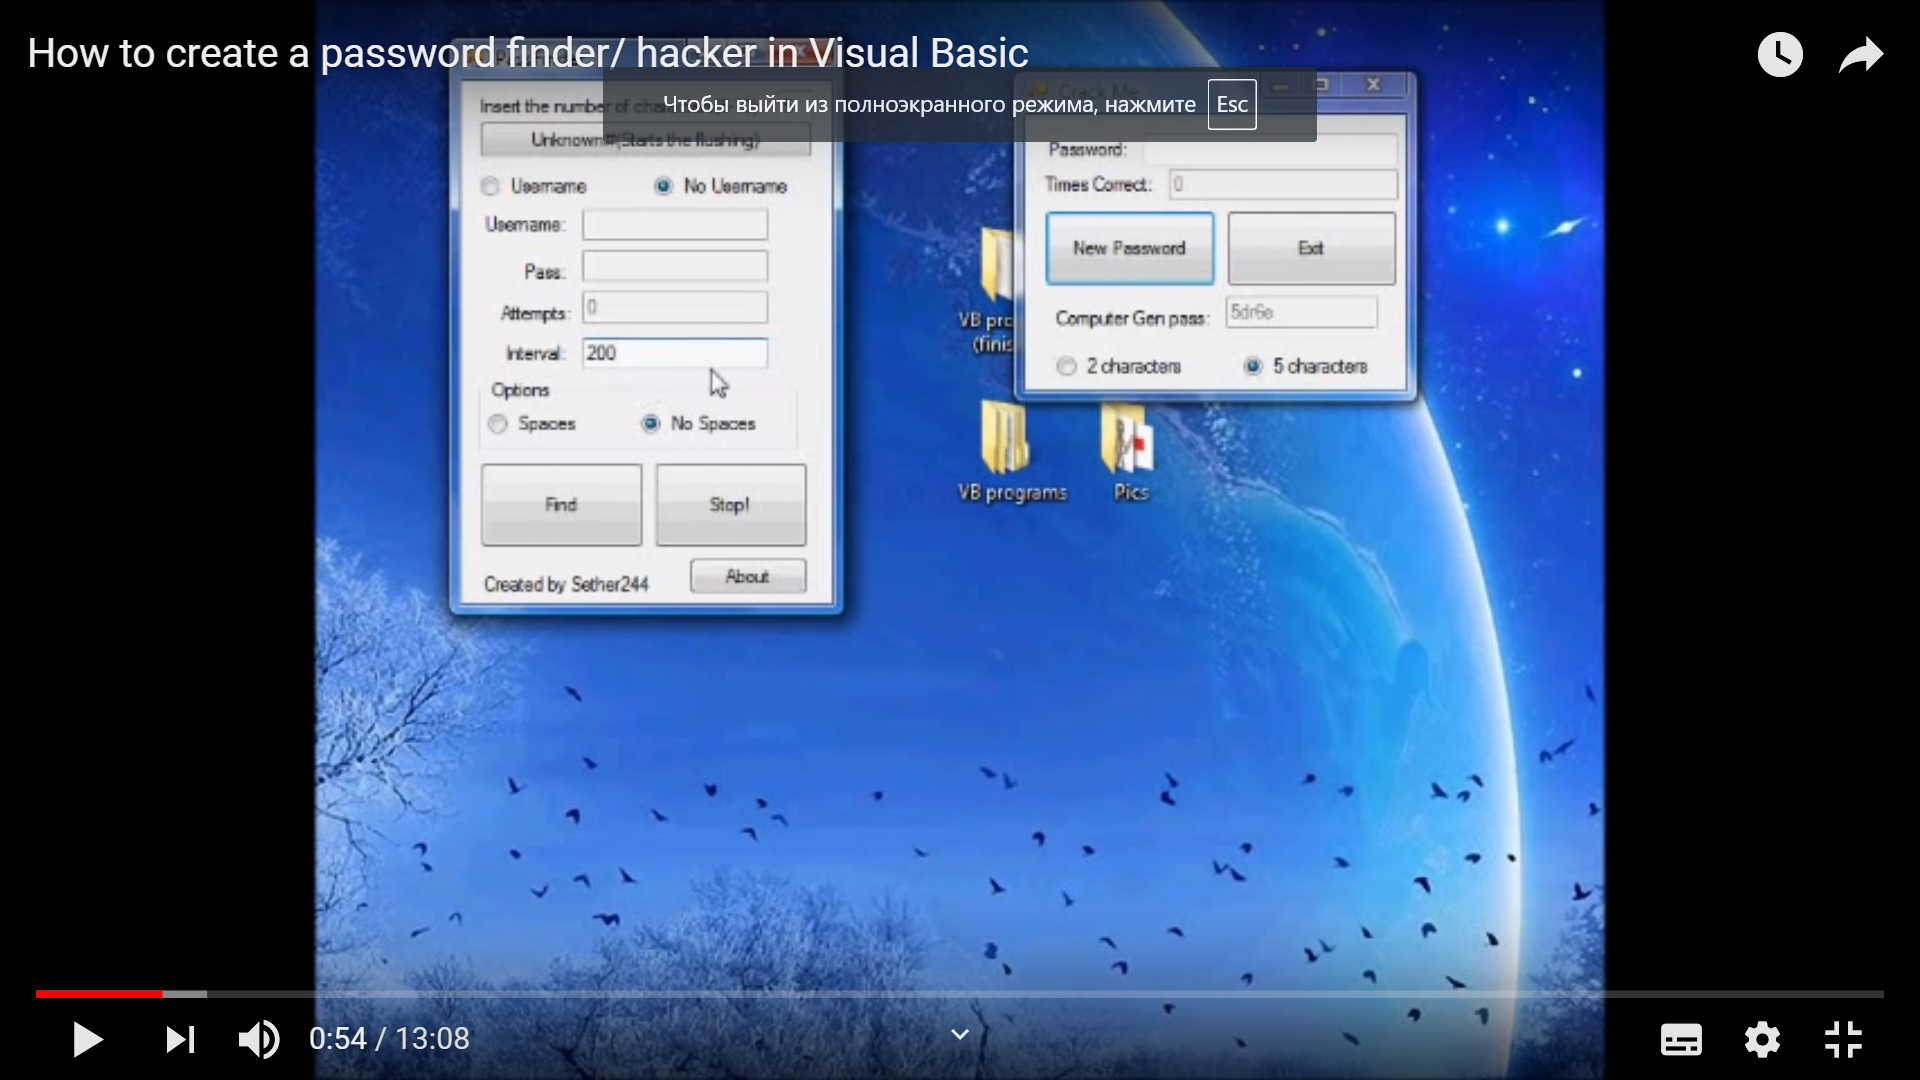 How to create a password finder/ hacker in Visual Basic
Чтобы выйти из полноэкранного режима, нажмите Esc
Insert the number of
Unknown#(Starts the flushing)
Username No Username
Username:
Pass:
Attempts: 0
Interval: 200
Options
Spaces No Spaces
Find Stop!
Created by Sether244 About
Crack Me
Password:
Times Correct: 0
New Password Exit
Computer Gen pass: 5dr6e
2 characters 5 characters
VB pro
(finis
VB programs
Pics
0:54 / 13:08